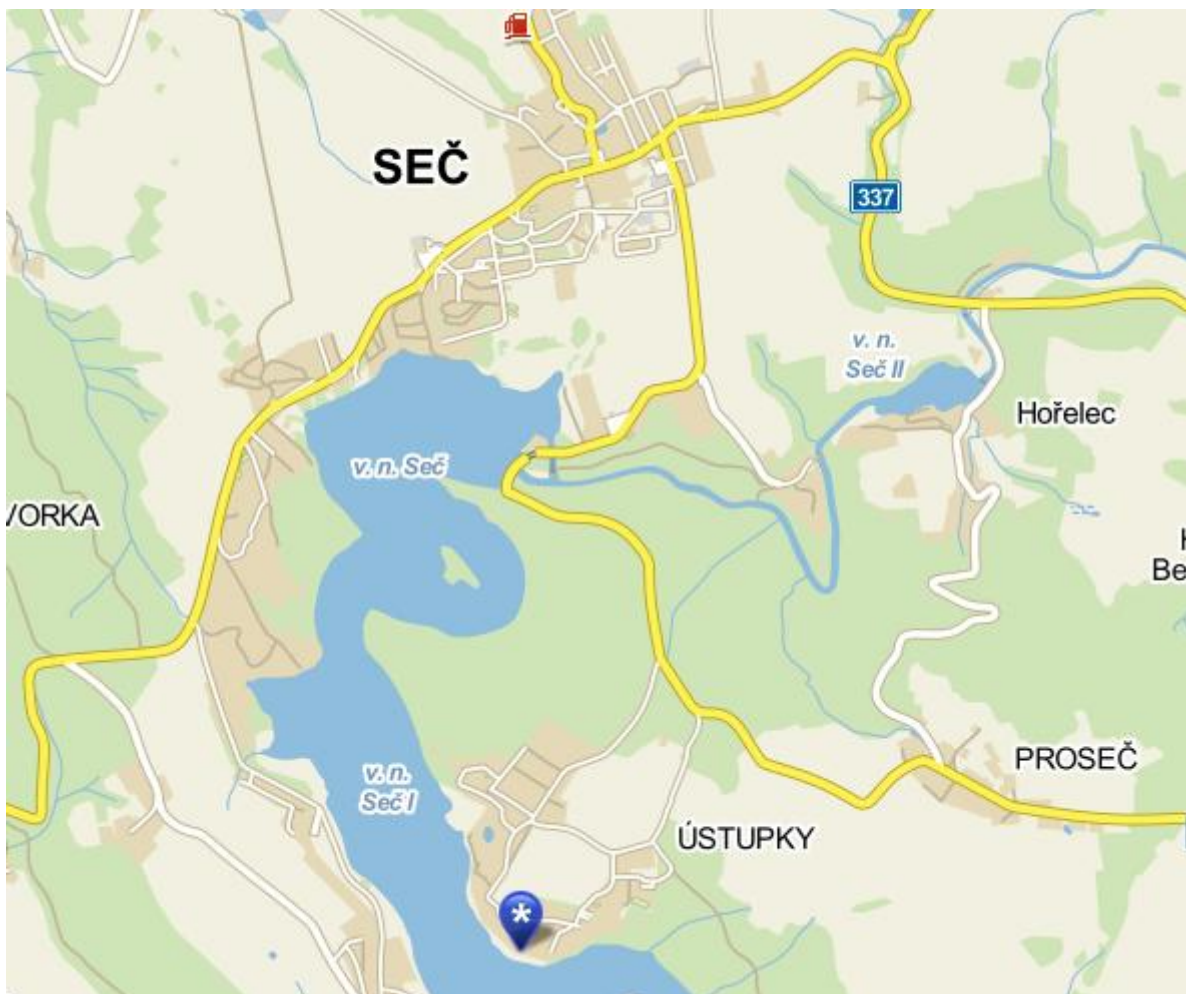 SEČ
337
v. n.
Seč II
Hořelec
v. n. Seč
VORKA
H
Be
v. n.
Seč I
PROSEČ
ÚSTUPKY
*